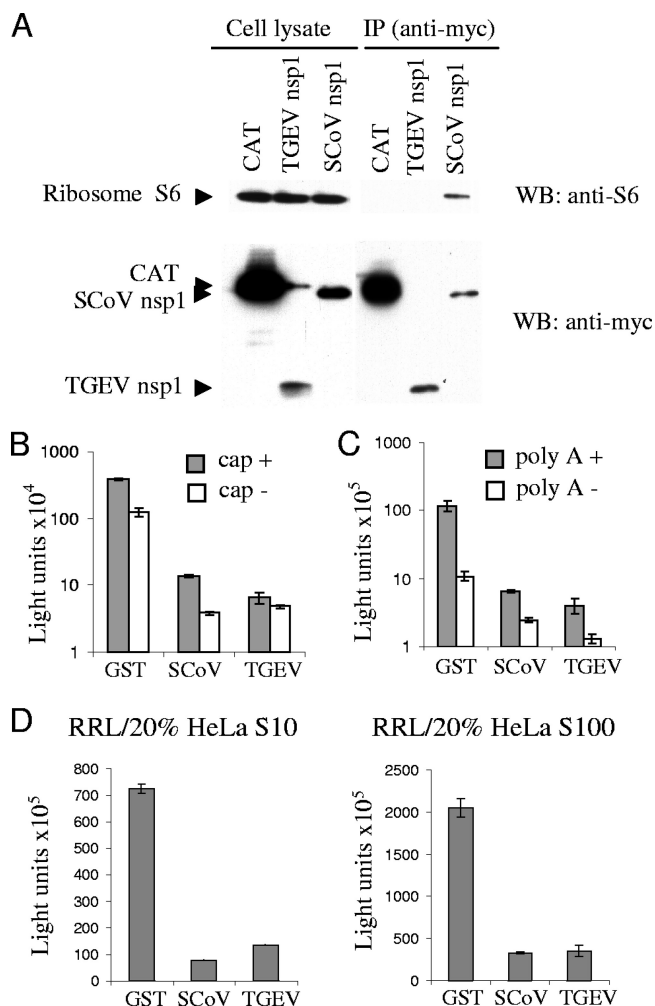 A
Cell lysate IP (anti-myc)
CAT TGEV nsp1 SCoV nsp1 CAT TGEV nsp1 SCoV nsp1
Ribosome S6 WB: anti-S6
CAT
SCoV nsp1
WB: anti-myc
TGEV nsp1
B
Light units x10⁴
1000
100
10
1
cap +
cap -
GST SCoV TGEV
C
Light units x10⁵
1000
100
10
1
poly A +
poly A -
GST SCoV TGEV
D
RRL/20% HeLa S10
Light units x10⁵
800
700
600
500
400
300
200
100
0
GST SCoV TGEV
RRL/20% HeLa S100
Light units x10⁵
2500
2000
1500
1000
500
0
GST SCoV TGEV